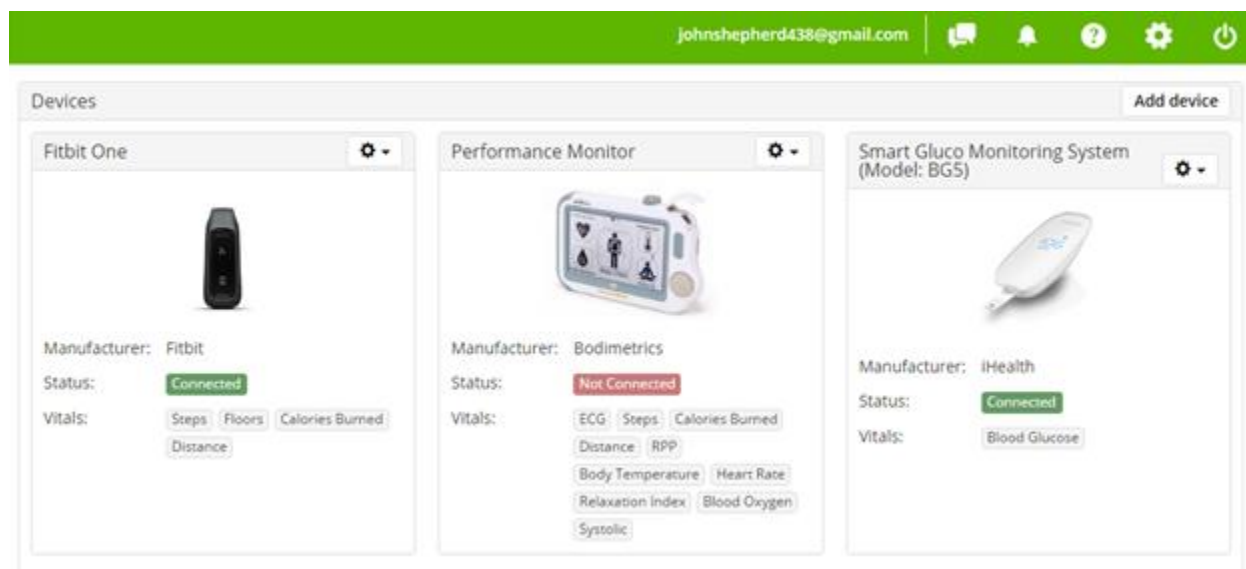 johnshepherd438@gmail.com
Devices
Add device
Fitbit One
Manufacturer: Fitbit
Status: Connected
Vitals: Steps Floors Calories Burned
Distance
Performance Monitor
Manufacturer: Bodimetrics
Status: Not Connected
Vitals: ECG Steps Calories Burned
Distance RPP
Body Temperature Heart Rate
Relaxation Index Blood Oxygen
Systolic
Smart Gluco Monitoring System
(Model: BG5)
Manufacturer: iHealth
Status: Connected
Vitals: Blood Glucose